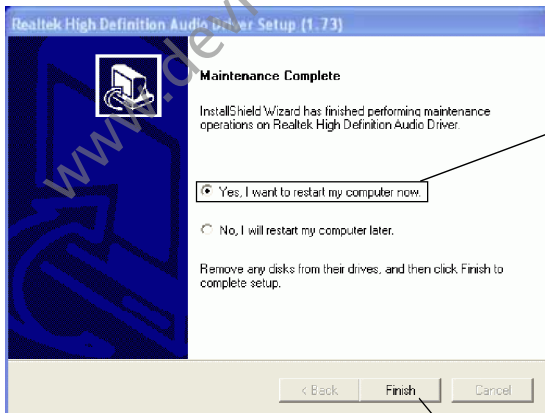 Realtek High Definition Audio Driver Setup (1.73)
Maintenance Complete
InstallShield Wizard has finished performing maintenance
operations on Realtek High Definition Audio Driver.
Yes, I want to restart my computer now.
No, I will restart my computer later.
Remove any disks from their drives, and then click Finish to
complete setup.
< Back
Finish
Cancel